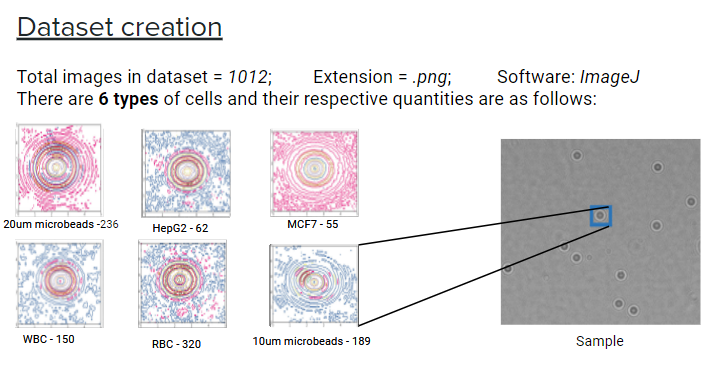 Dataset creation
Total images in dataset = 1012; Extension = .png; Software: ImageJ
There are 6 types of cells and their respective quantities are as follows:
20um microbeads -236
HepG2 - 62
MCF7 - 55
WBC - 150
RBC - 320
10um microbeads - 189
Sample